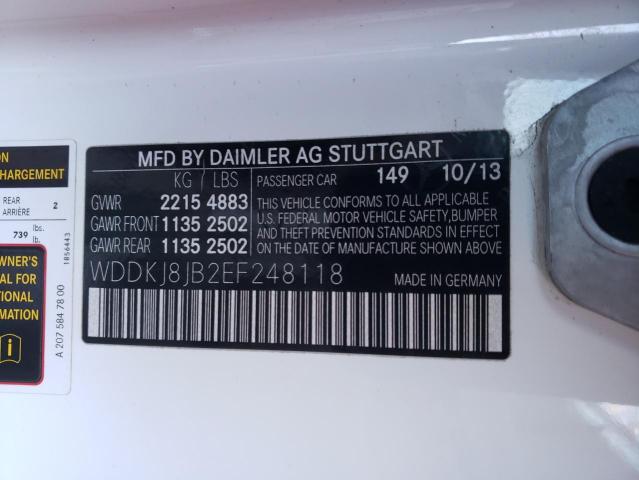 MFD BY DAIMLER AG STUTTGART
KG LBS PASSENGER CAR 149 10/13
GVWR 2215 4883
GAWR FRONT 1135 2502
GAWR REAR 1135 2502
THIS VEHICLE CONFORMS TO ALL APPLICABLE
U.S. FEDERAL MOTOR VEHICLE SAFETY, BUMPER
AND THEFT PREVENTION STANDARDS IN EFFECT
ON THE DATE OF MANUFACTURE SHOWN ABOVE.
WDDKJ8JB2EF248118
MADE IN GERMANY
ON
CHARGEMENT
REAR 2
ARRIÈRE
739 lbs.
lb.
WNER'S
AL FOR
TIONAL
RMATION
i
1856443
A 207 584 78 00